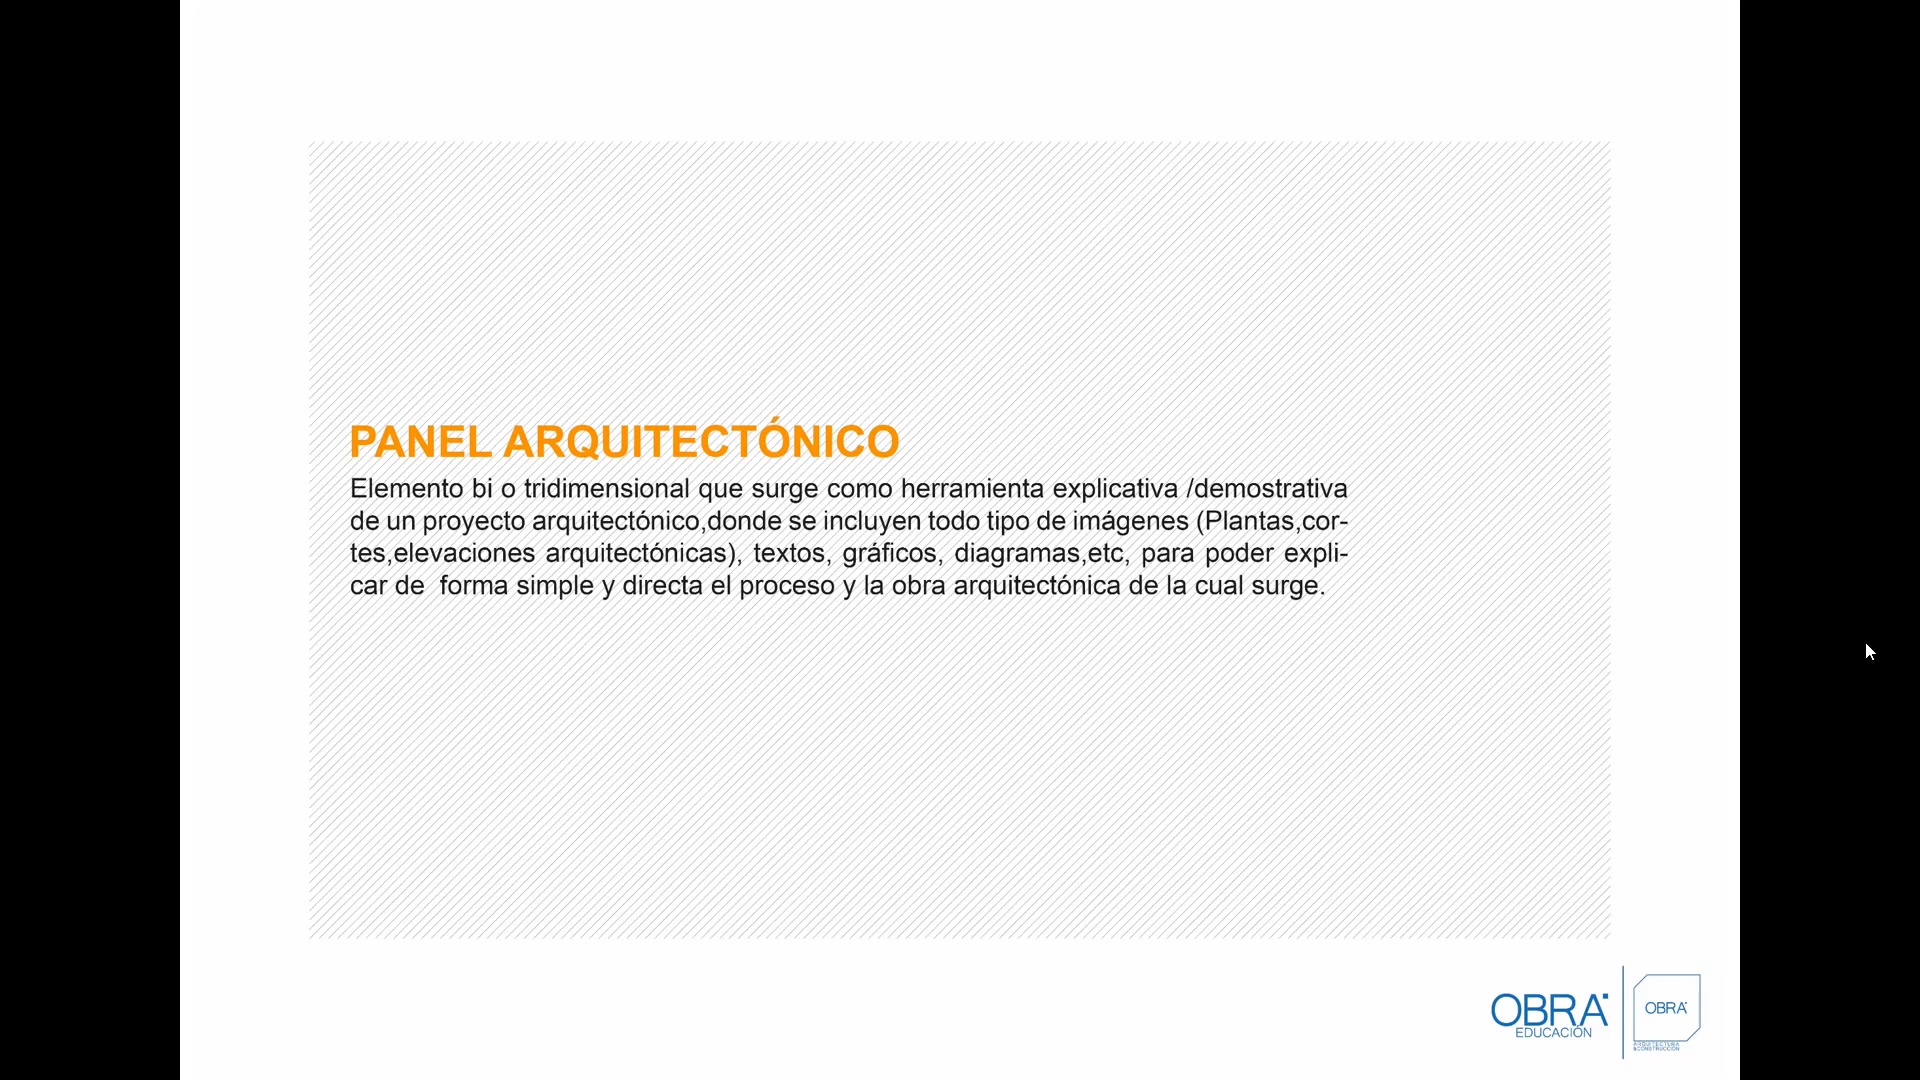 PANEL ARQUITECTÓNICO
Elemento bi o tridimensional que surge como herramienta explicativa /demostrativa
de un proyecto arquitectónico,donde se incluyen todo tipo de imágenes (Plantas,cor-
tes,elevaciones arquitectónicas), textos, gráficos, diagramas,etc, para poder expli-
car de  forma simple y directa el proceso y la obra arquitectónica de la cual surge.
OBRA
EDUCACIÓN
OBRA
ARQUITECTURA
&CONSTRUCCIÓN